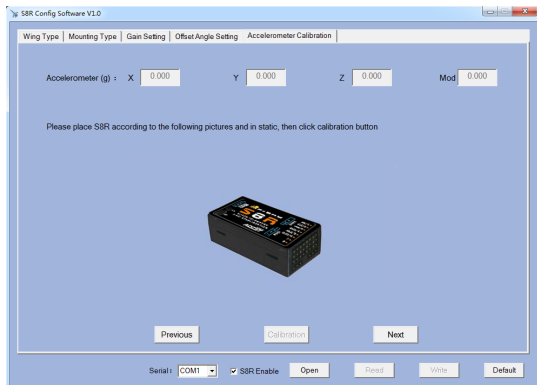 S8R Config Software V1.0
Wing Type Mounting Type Gain Setting Offset Angle Setting Accelerometer Calibration
Accelerometer (g) : X 0.000 Y 0.000 Z 0.000 Mod 0.000
Please place S8R according to the following pictures and in static, then click calibration button
S8R
Previous Calibration Next
Serial : COM1 S8R Enable Open Read Write Default